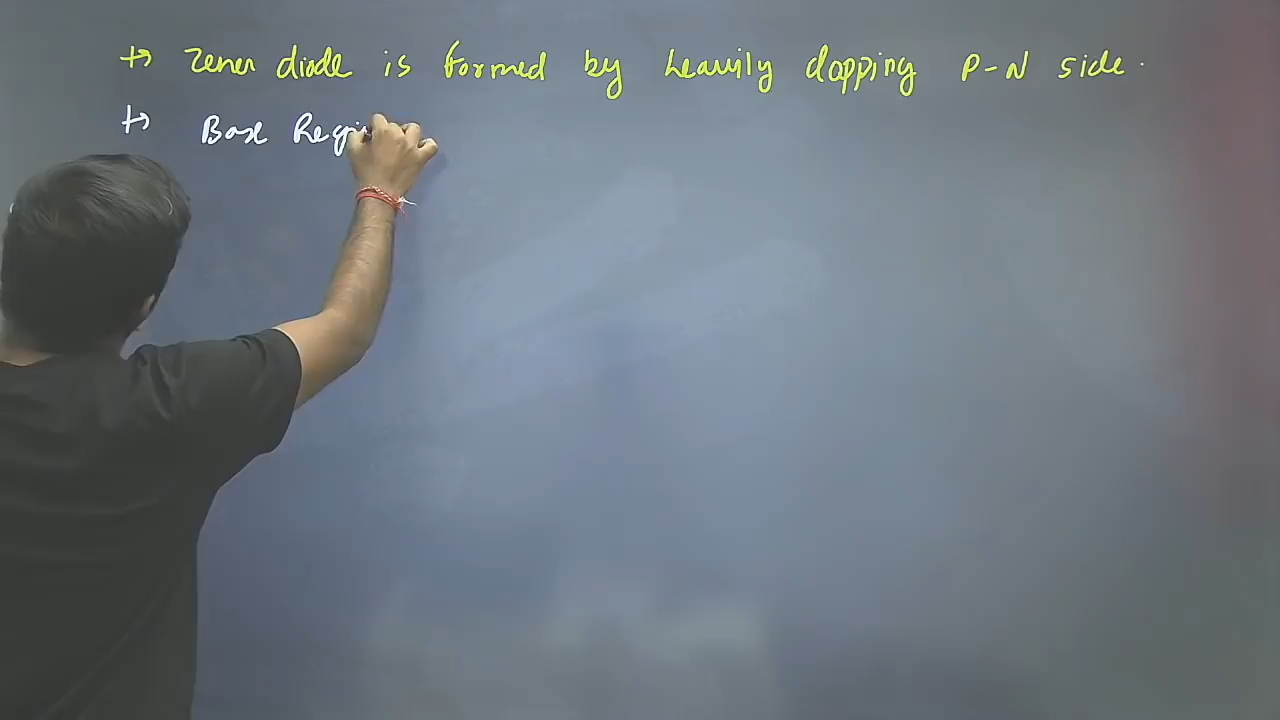 ↦ Zener diode is formed by heavily dopping P-N side.
↦ Base Regi